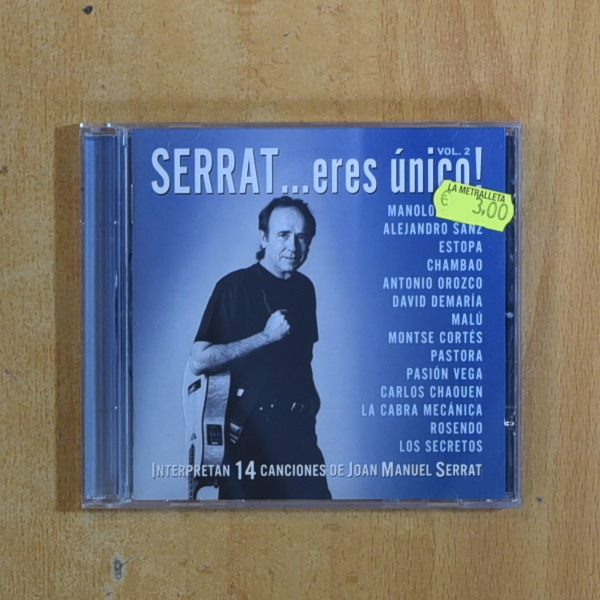 VOL. 2
SERRAT...eres único!
LA METRALLETA
€ 3,00
MANOLO
ALEJANDRO SANZ
ESTOPA
CHAMBAO
ANTONIO OROZCO
DAVID DEMARÍA
MALÚ
MONTSE CORTÉS
PASTORA
PASIÓN VEGA
CARLOS CHAOUEN
LA CABRA MECÁNICA
ROSENDO
LOS SECRETOS
INTERPRETAN 14 CANCIONES DE JOAN MANUEL SERRAT